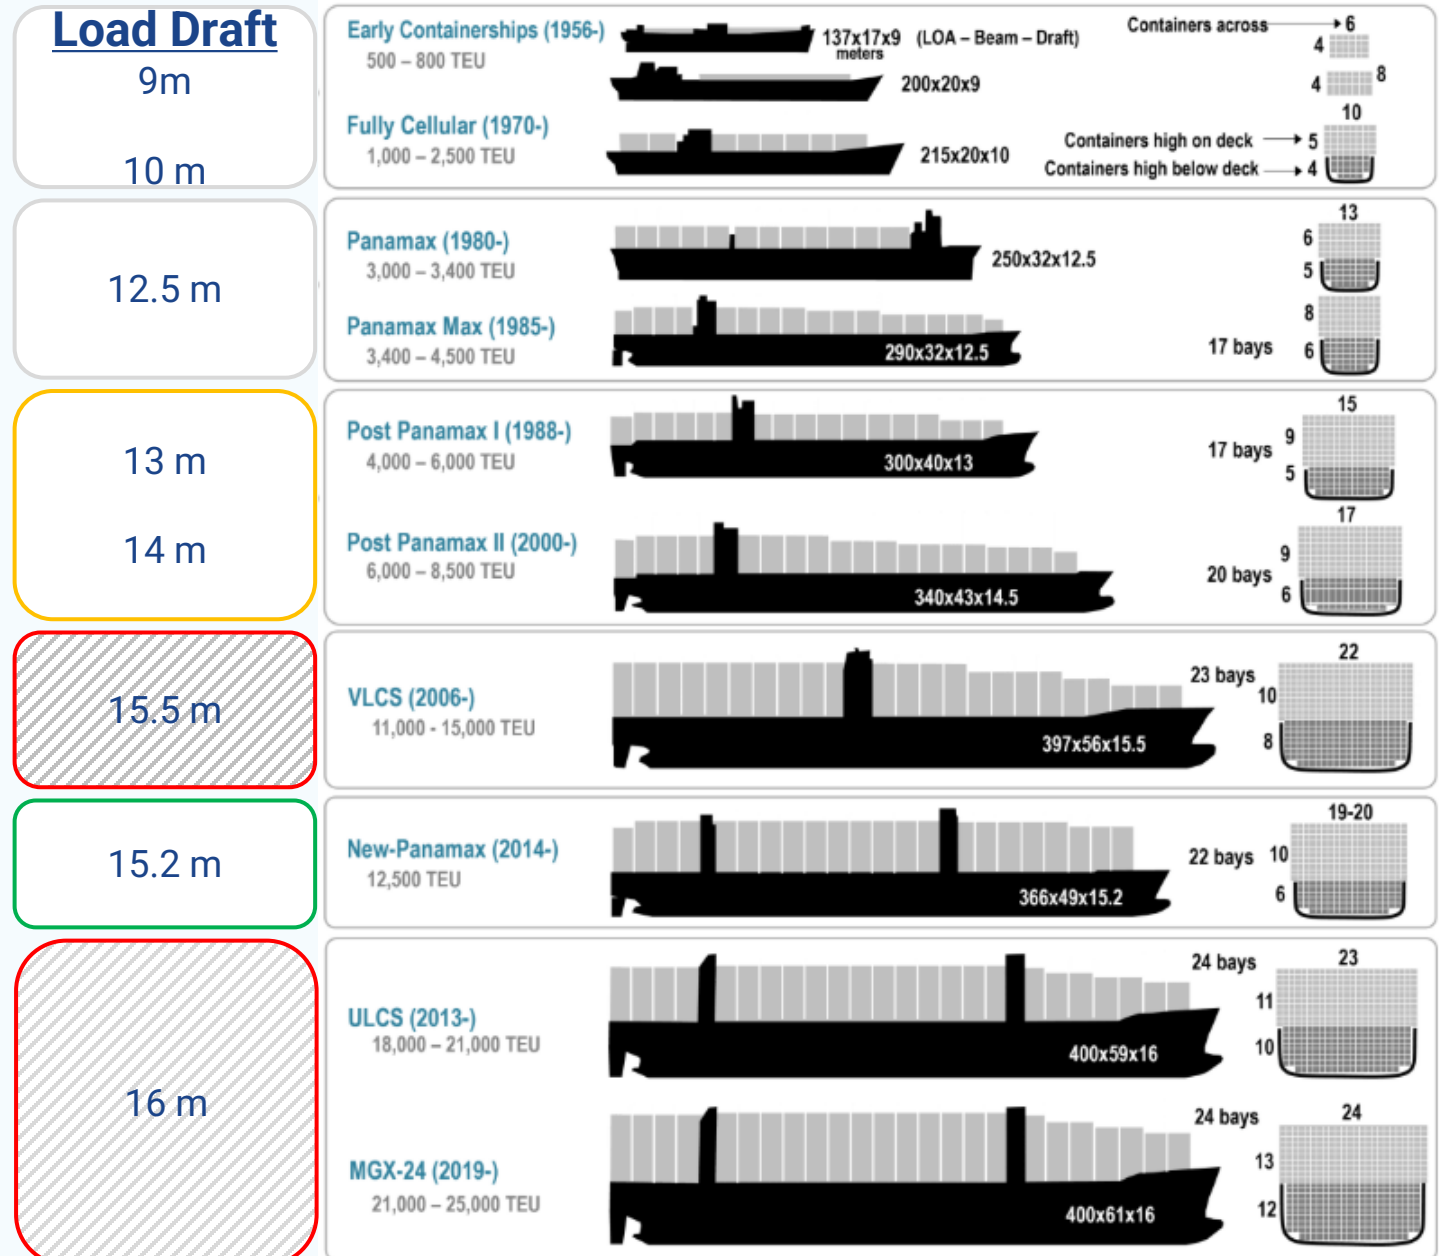 Load Draft
9m
10 m
12.5 m
13 m
14 m
15.5 m
15.2 m
16 m
Early Containerships (1956-)
500 – 800 TEU
137x17x9 (LOA – Beam – Draft)
meters
200x20x9
Containers across
6
4
4
8
Fully Cellular (1970-)
1,000 – 2,500 TEU
215x20x10
10
Containers high on deck
5
Containers high below deck
4
Panamax (1980-)
3,000 – 3,400 TEU
250x32x12.5
13
6
5
Panamax Max (1985-)
3,400 – 4,500 TEU
290x32x12.5
17 bays
8
6
Post Panamax I (1988-)
4,000 – 6,000 TEU
300x40x13
17 bays
15
9
5
Post Panamax II (2000-)
6,000 – 8,500 TEU
340x43x14.5
20 bays
17
9
6
VLCS (2006-)
11,000 - 15,000 TEU
397x56x15.5
23 bays
22
10
8
New-Panamax (2014-)
12,500 TEU
366x49x15.2
22 bays
19-20
10
6
ULCS (2013-)
18,000 – 21,000 TEU
400x59x16
24 bays
23
11
10
MGX-24 (2019-)
21,000 – 25,000 TEU
400x61x16
24 bays
24
13
12